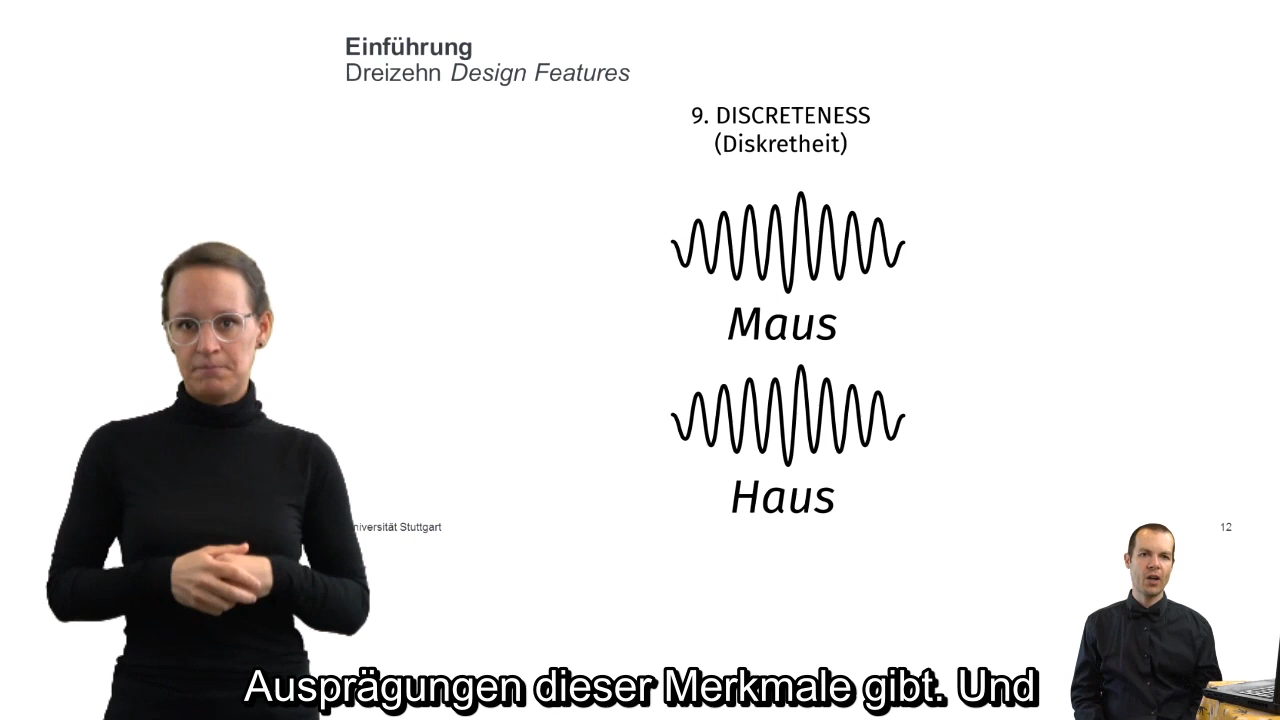 Einführung
Dreizehn Design Features
9. DISCRETENESS
(Diskretheit)
Maus
Haus
niversität Stuttgart
12
Ausprägungen dieser Merkmale gibt. Und